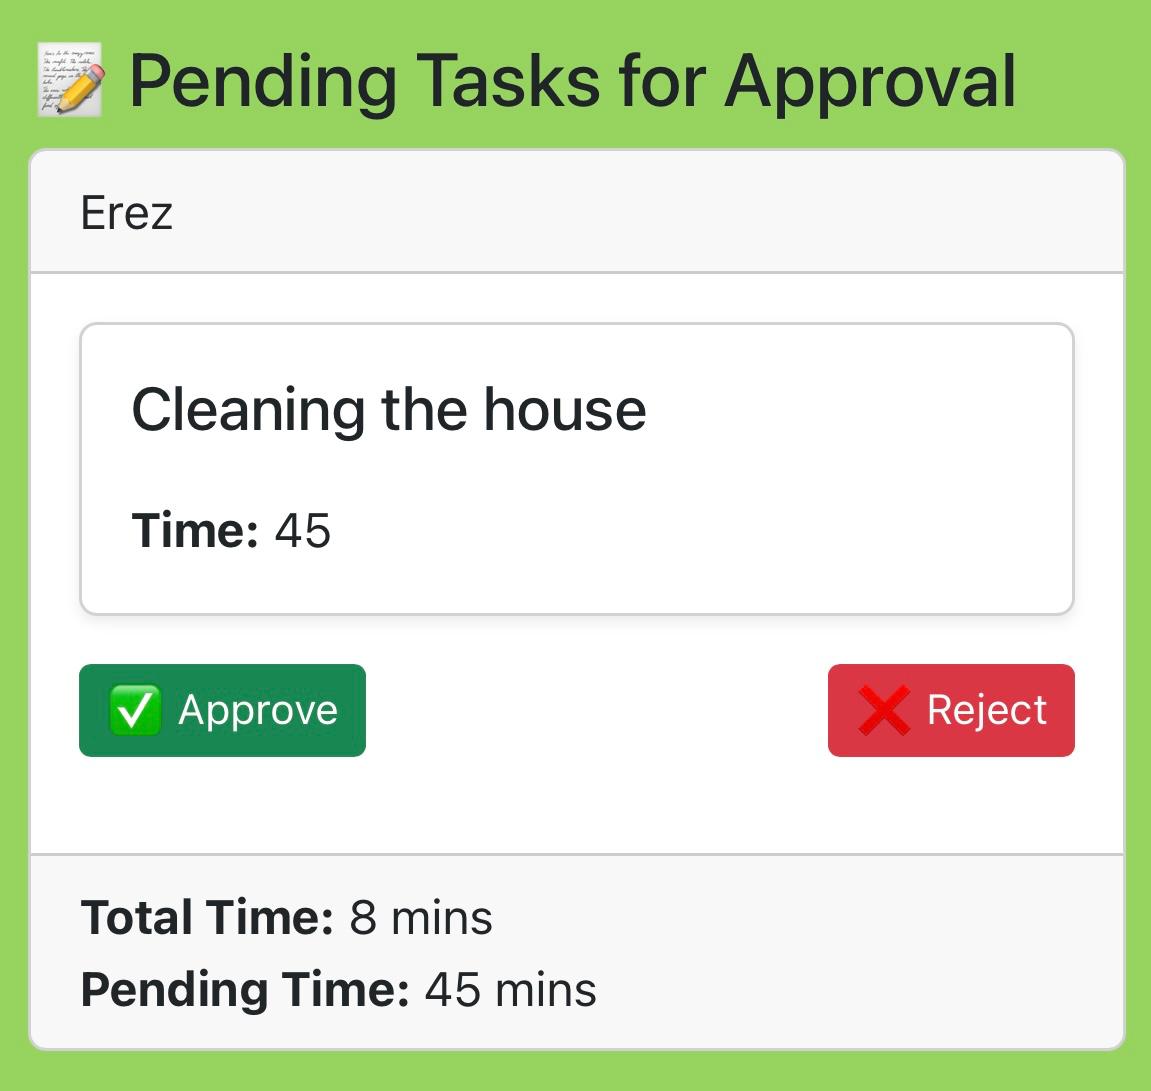 Pending Tasks for Approval
Erez
Cleaning the house
Time: 45
Approve
Reject
Total Time: 8 mins
Pending Time: 45 mins